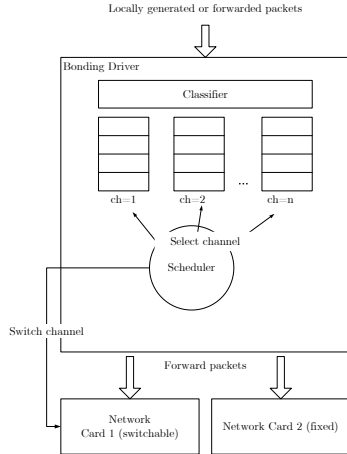 Locally generated or forwarded packets
Bonding Driver
Classifier
ch=1
ch=2
...
ch=n
Select channel
Scheduler
Switch channel
Forward packets
Network
Card 1 (switchable)
Network Card 2 (fixed)